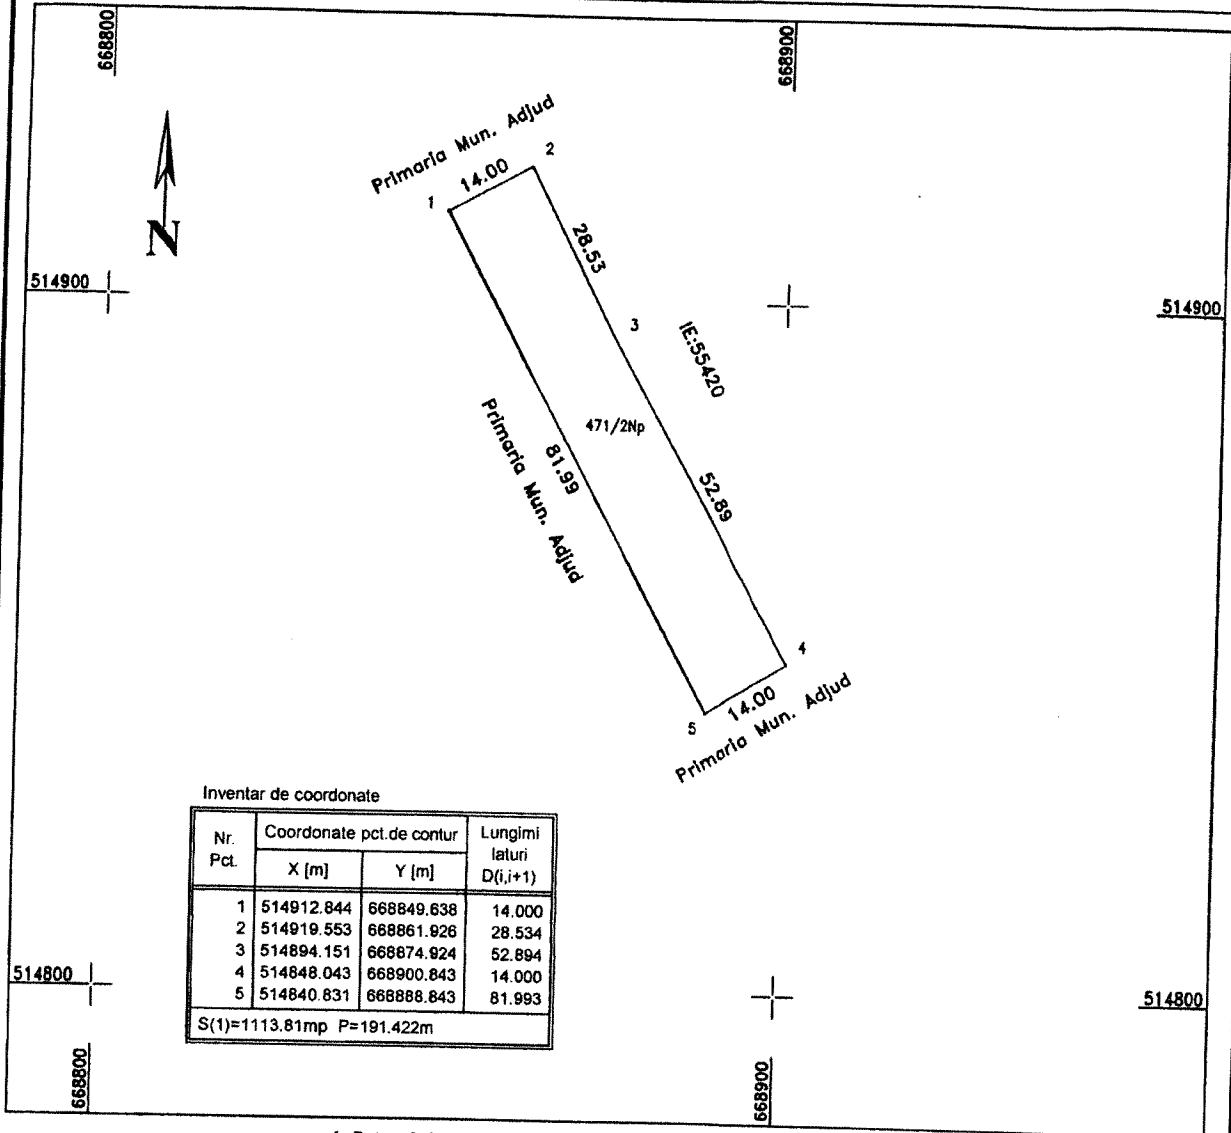 668800
668900
Primaria Mun. Adjud
14.00
2
1
N
28.53
514900
514900
3
IE:55420
471/2Np
Primaria Mun. Adjud
81.99
52.89
4
14.00
5
Primaria Mun. Adjud
Inventar de coordonate
Nr. Pct. Coordonate pct.de contur Lungimi laturi D(i,i+1)
X [m] Y [m]
1 514912.844 668849.638 14.000
2 514919.553 668861.926 28.534
3 514894.151 668874.924 52.894
4 514848.043 668900.843 14.000
5 514840.831 668888.843 81.993
S(1)=1113.81mp P=191.422m
514800
514800
668800
668900